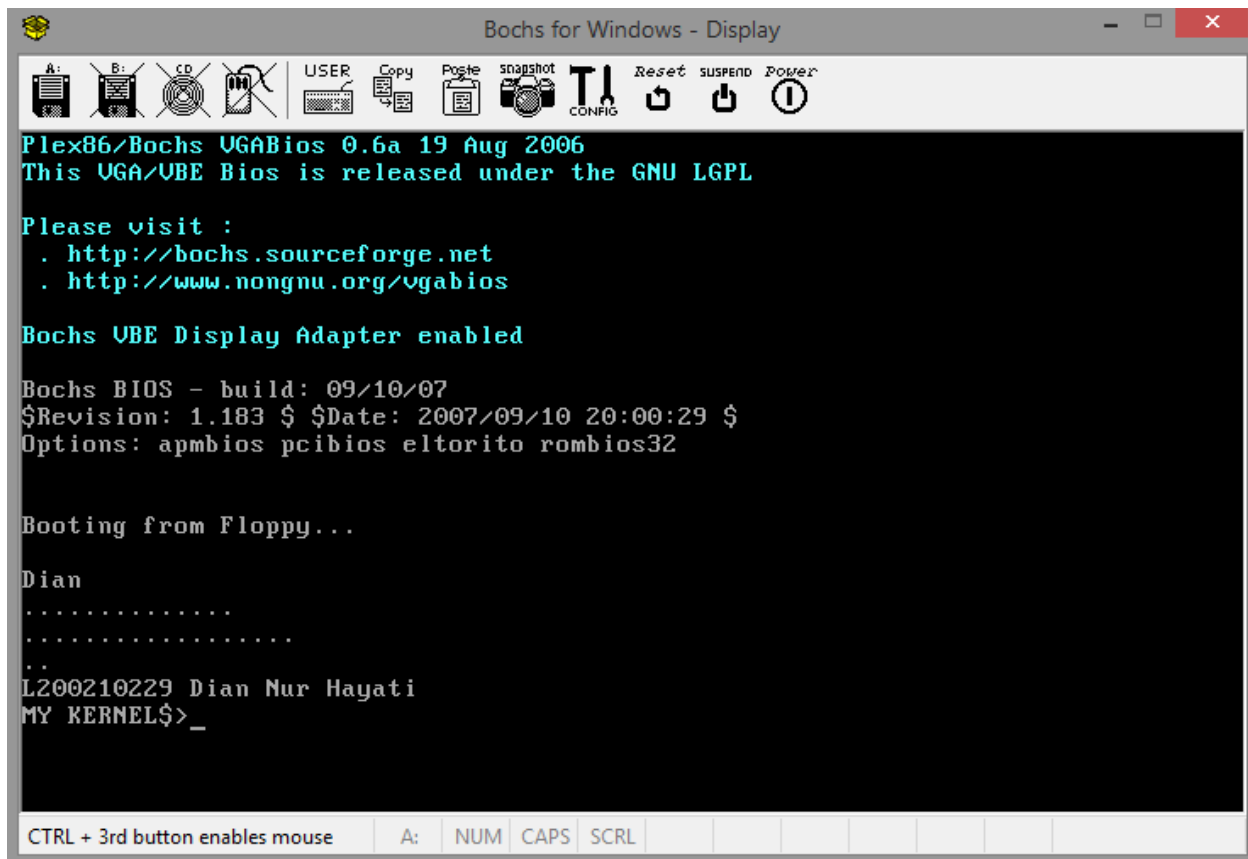 Bochs for Windows - Display
A: B: CD USER Copy Paste snapshot CONFIG Reset SUSPEND Power
Plex86/Bochs VGABios 0.6a 19 Aug 2006
This VGA/VBE Bios is released under the GNU LGPL
Please visit :
. http://bochs.sourceforge.net
. http://www.nongnu.org/vgabios
Bochs VBE Display Adapter enabled
Bochs BIOS - build: 09/10/07
$Revision: 1.183 $ $Date: 2007/09/10 20:00:29 $
Options: apmbios pcibios eltorito rombios32
Booting from Floppy...
Dian
..............
..................
..
L200210229 Dian Nur Hayati
MY KERNEL$>_
CTRL + 3rd button enables mouse A: NUM CAPS SCRL